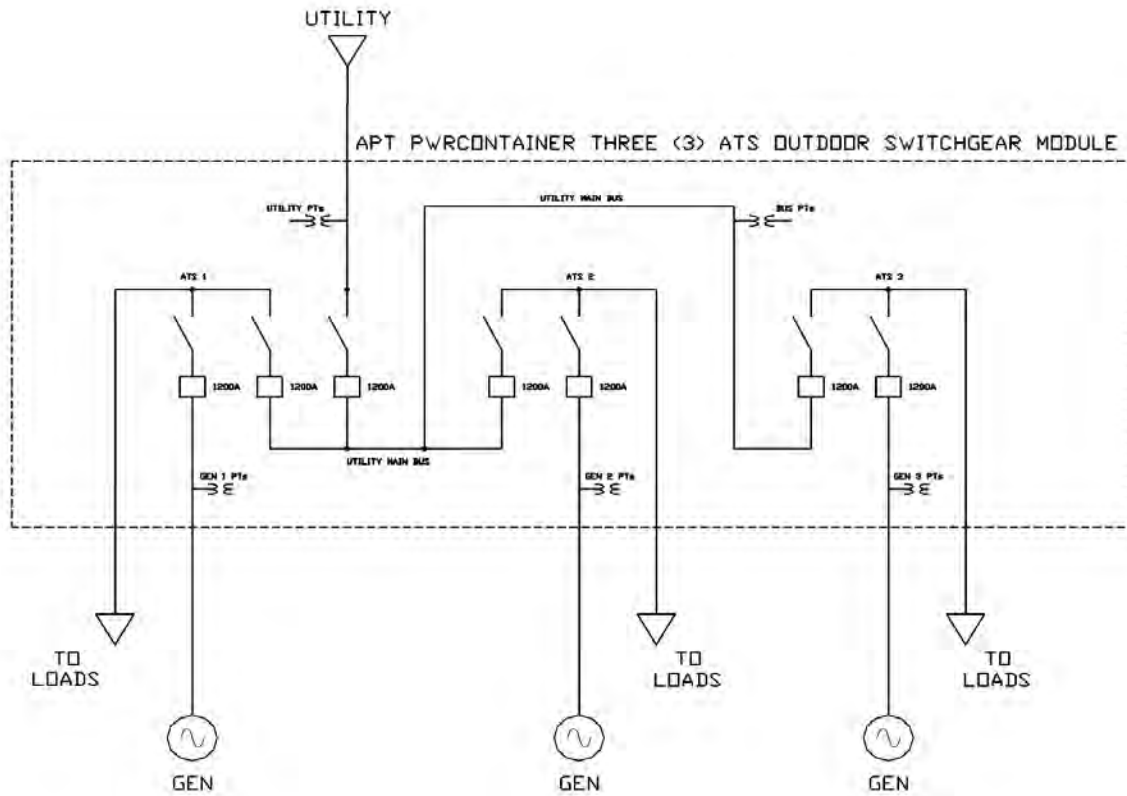 UTILITY
APT PWRCONTAINER THREE (3) ATS OUTDOOR SWITCHGEAR MODULE
UTILITY MAIN BUS
UTILITY PTs
BUS PTs
ATS 1
ATS 2
ATS 3
1200A
1200A
1200A
1200A
1200A
1200A
1200A
UTILITY MAIN BUS
GEN 1 PTs
GEN 2 PTs
GEN 3 PTs
TO
LOADS
TO
LOADS
TO
LOADS
GEN
GEN
GEN